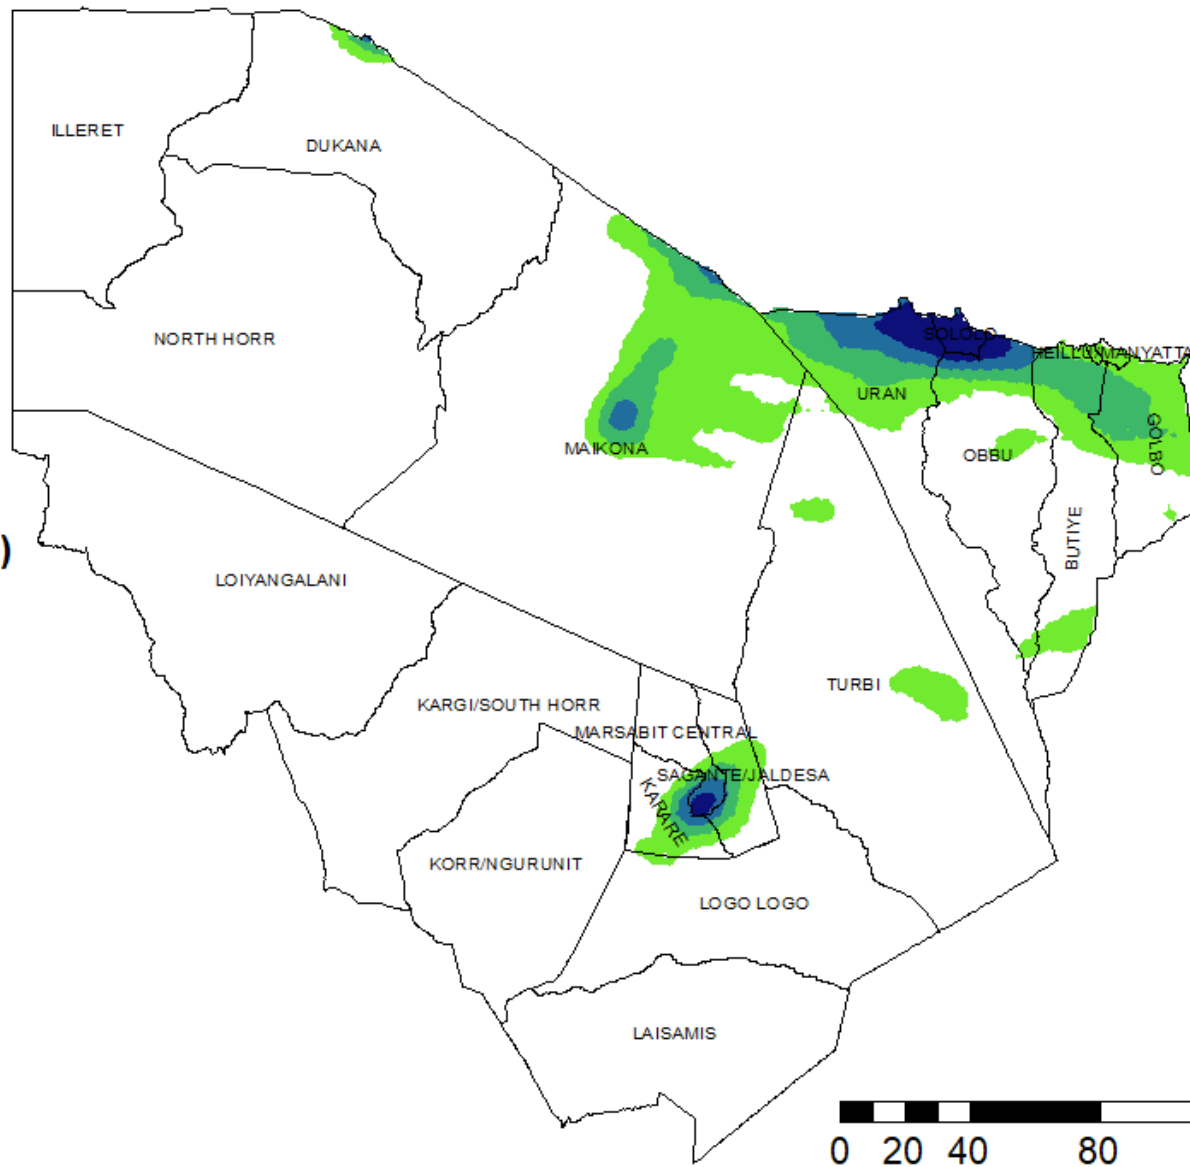 ILLERET
DUKANA
NORTH HORR
SOLOLO
HEILLU/MANYATTA
URAN
MAIKONA
OBBU
GOLBO
BUTIYE
)
LOIYANGALANI
TURBI
KARGI/SOUTH HORR
MARSABIT CENTRAL
SAGANTE/JALDESA
KARARE
KORR/NGURUNIT
LOGO LOGO
LAISAMIS
0 20 40 80